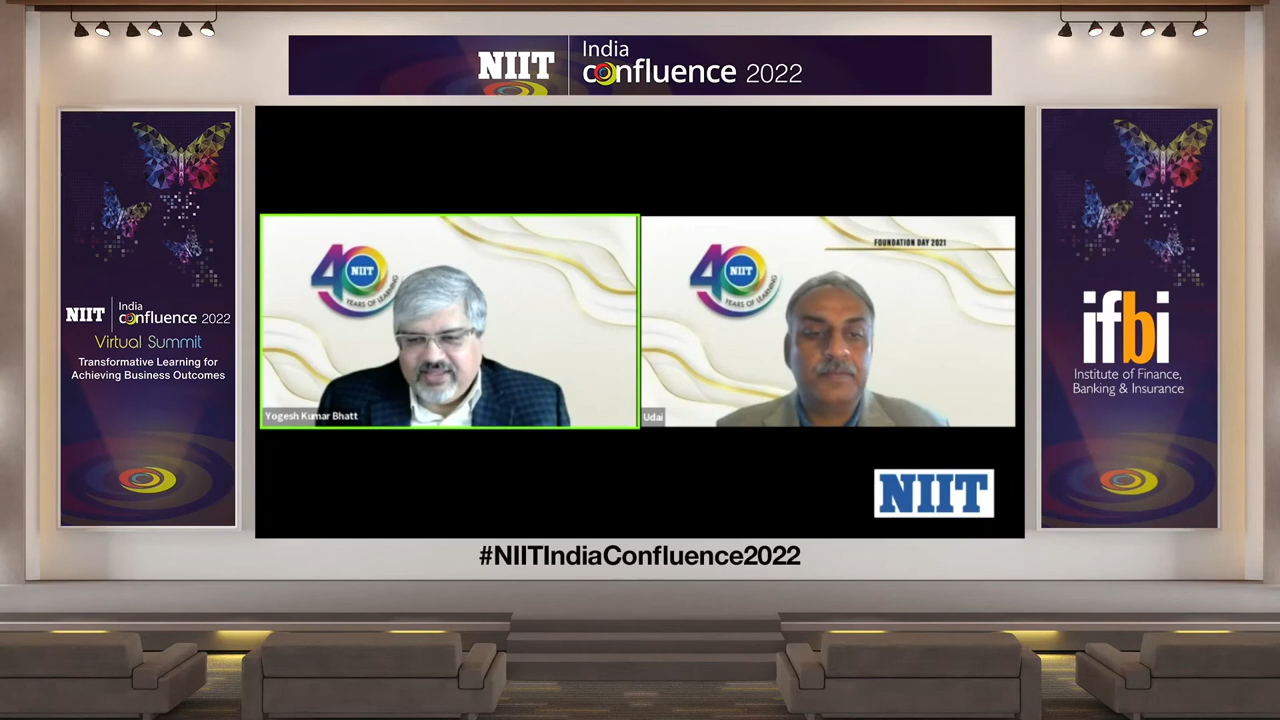 NIIT
India
confluence 2022
NIIT
India
confluence 2022
Virtual Summit
Transformative Learning for
Achieving Business Outcomes
40
NIIT
YEARS OF LEARNING
Yogesh Kumar Bhatt
40
NIIT
YEARS OF LEARNING
FOUNDATION DAY 2021
Udai
NIIT
ifbi
Institute of Finance,
Banking & Insurance
#NIITIndiaConfluence2022